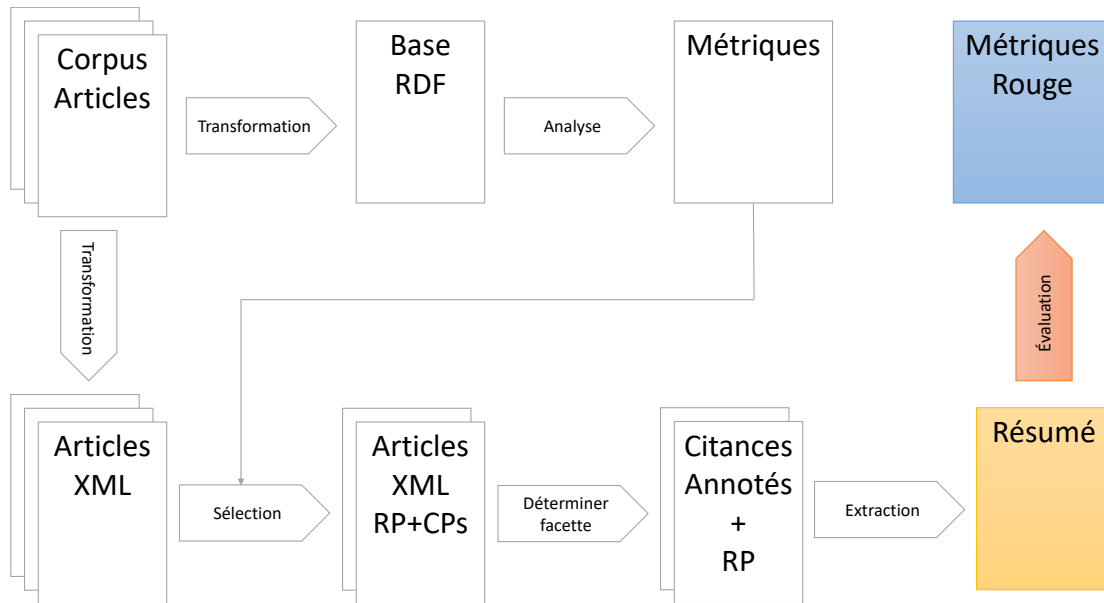 Corpus
Articles
Transformation
Base
RDF
Analyse
Métriques
Métriques
Rouge
Transformation
Évaluation
Articles
XML
Sélection
Articles
XML
RP+CPs
Déterminer
facette
Citances
Annotés
+
RP
Extraction
Résumé